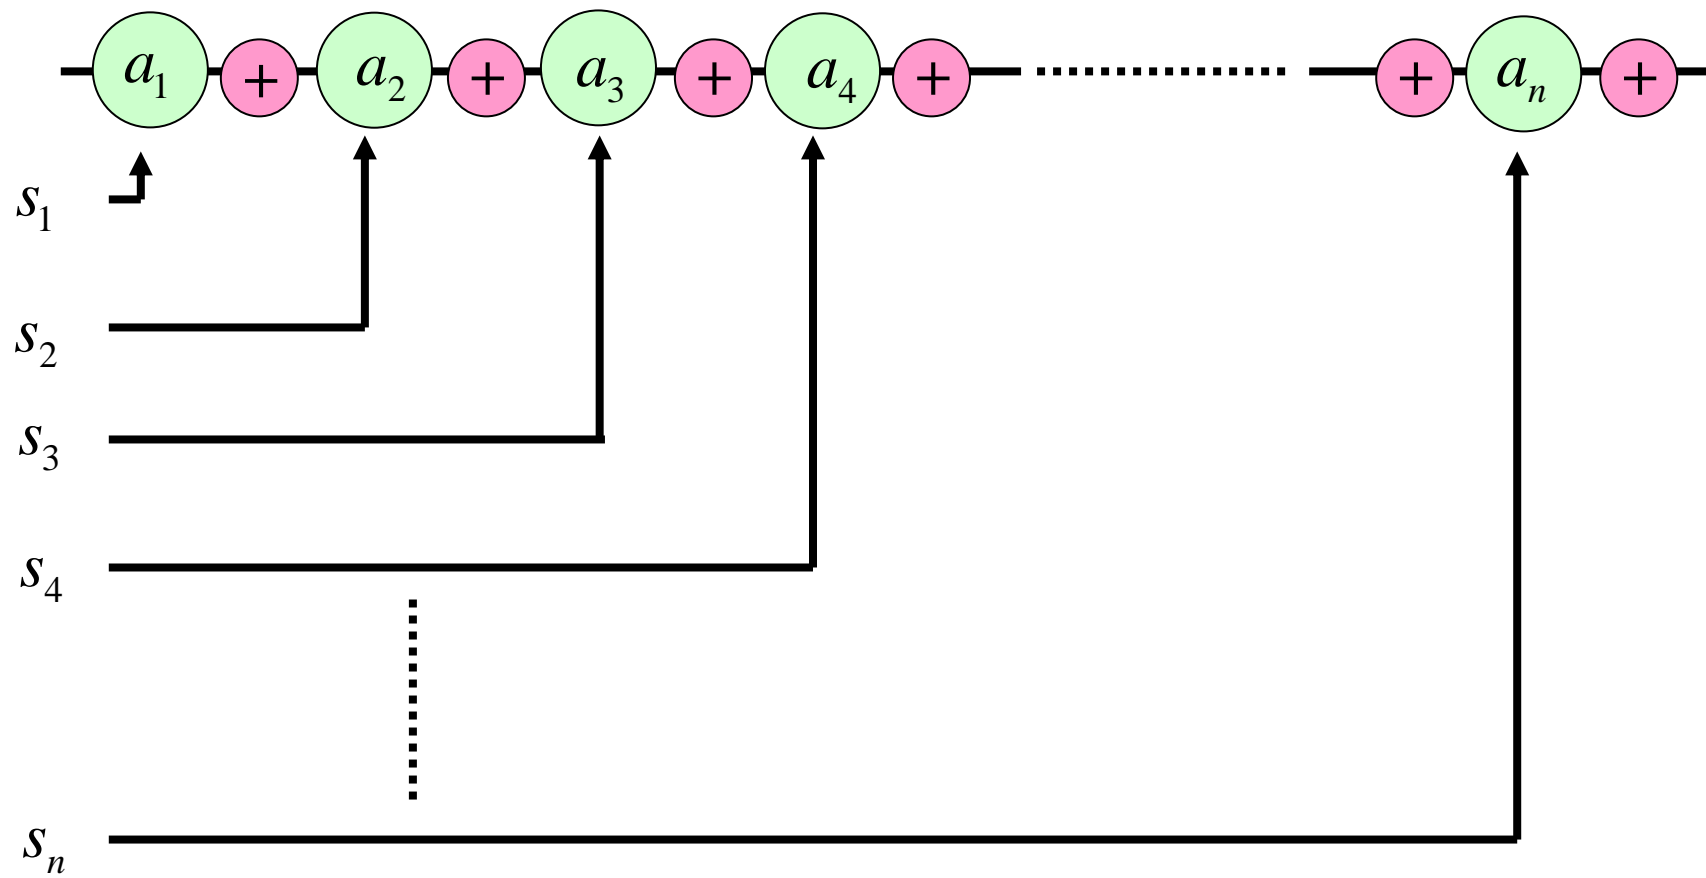 a₁ + a₂ + a₃ + a₄ + + aₙ +
s₁
s₂
s₃
s₄
sₙ